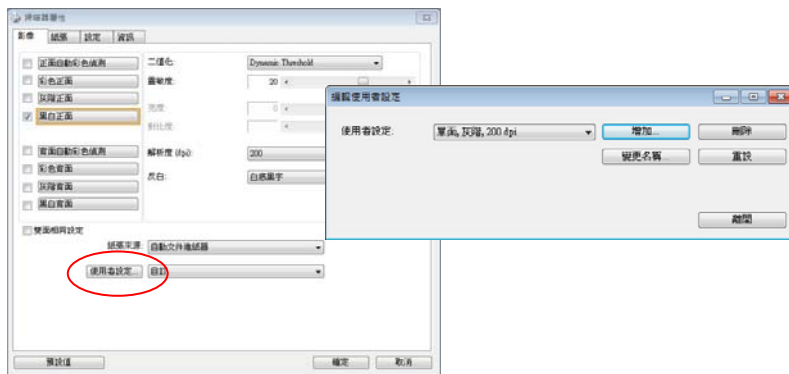 掃瞄器屬性
影像 紙張 設定 資訊
正面自動彩色偵測
彩色正面
灰階正面
黑白正面
背面自動彩色偵測
彩色背面
灰階背面
黑白背面
二值化: Dynamic Threshold
靈敏度: 20
亮度: 0
對比度:
解析度 (dpi): 200
反白: 白底黑字
雙面相同設定
紙張來源: 自動文件進紙器
使用者設定... 自訂
預設值 確定 取消
編輯使用者設定
使用者設定: 單面, 灰階, 200 dpi 增加... 刪除
變更名稱... 重設
離開